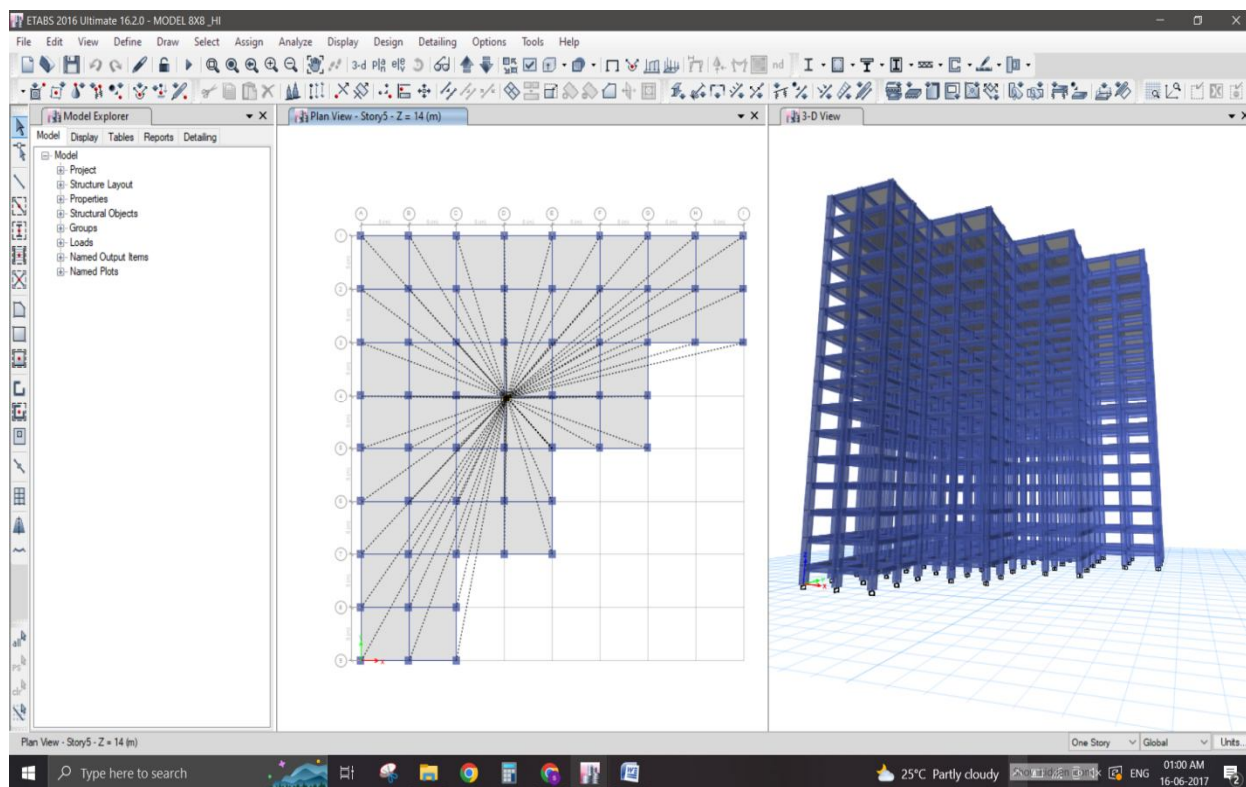 ETABS 2016 Ultimate 16.2.0 - MODEL 8X8 _HI
File Edit View Define Draw Select Assign Analyze Display Design Detailing Options Tools Help
3-d
nd
Model Explorer
Model Display Tables Reports Detailing
Model
Project
Structure Layout
Properties
Structural Objects
Groups
Loads
Named Output Items
Named Plots
Plan View - Story5 - Z = 14 (m)
A B C D E F G H I
1
2
3
4
5
6
7
X
3-D View
X
Plan View - Story5 - Z = 14 (m)
One Story Global Units...
Type here to search
25°C Partly cloudy
ENG
01:00 AM
16-06-2017
2